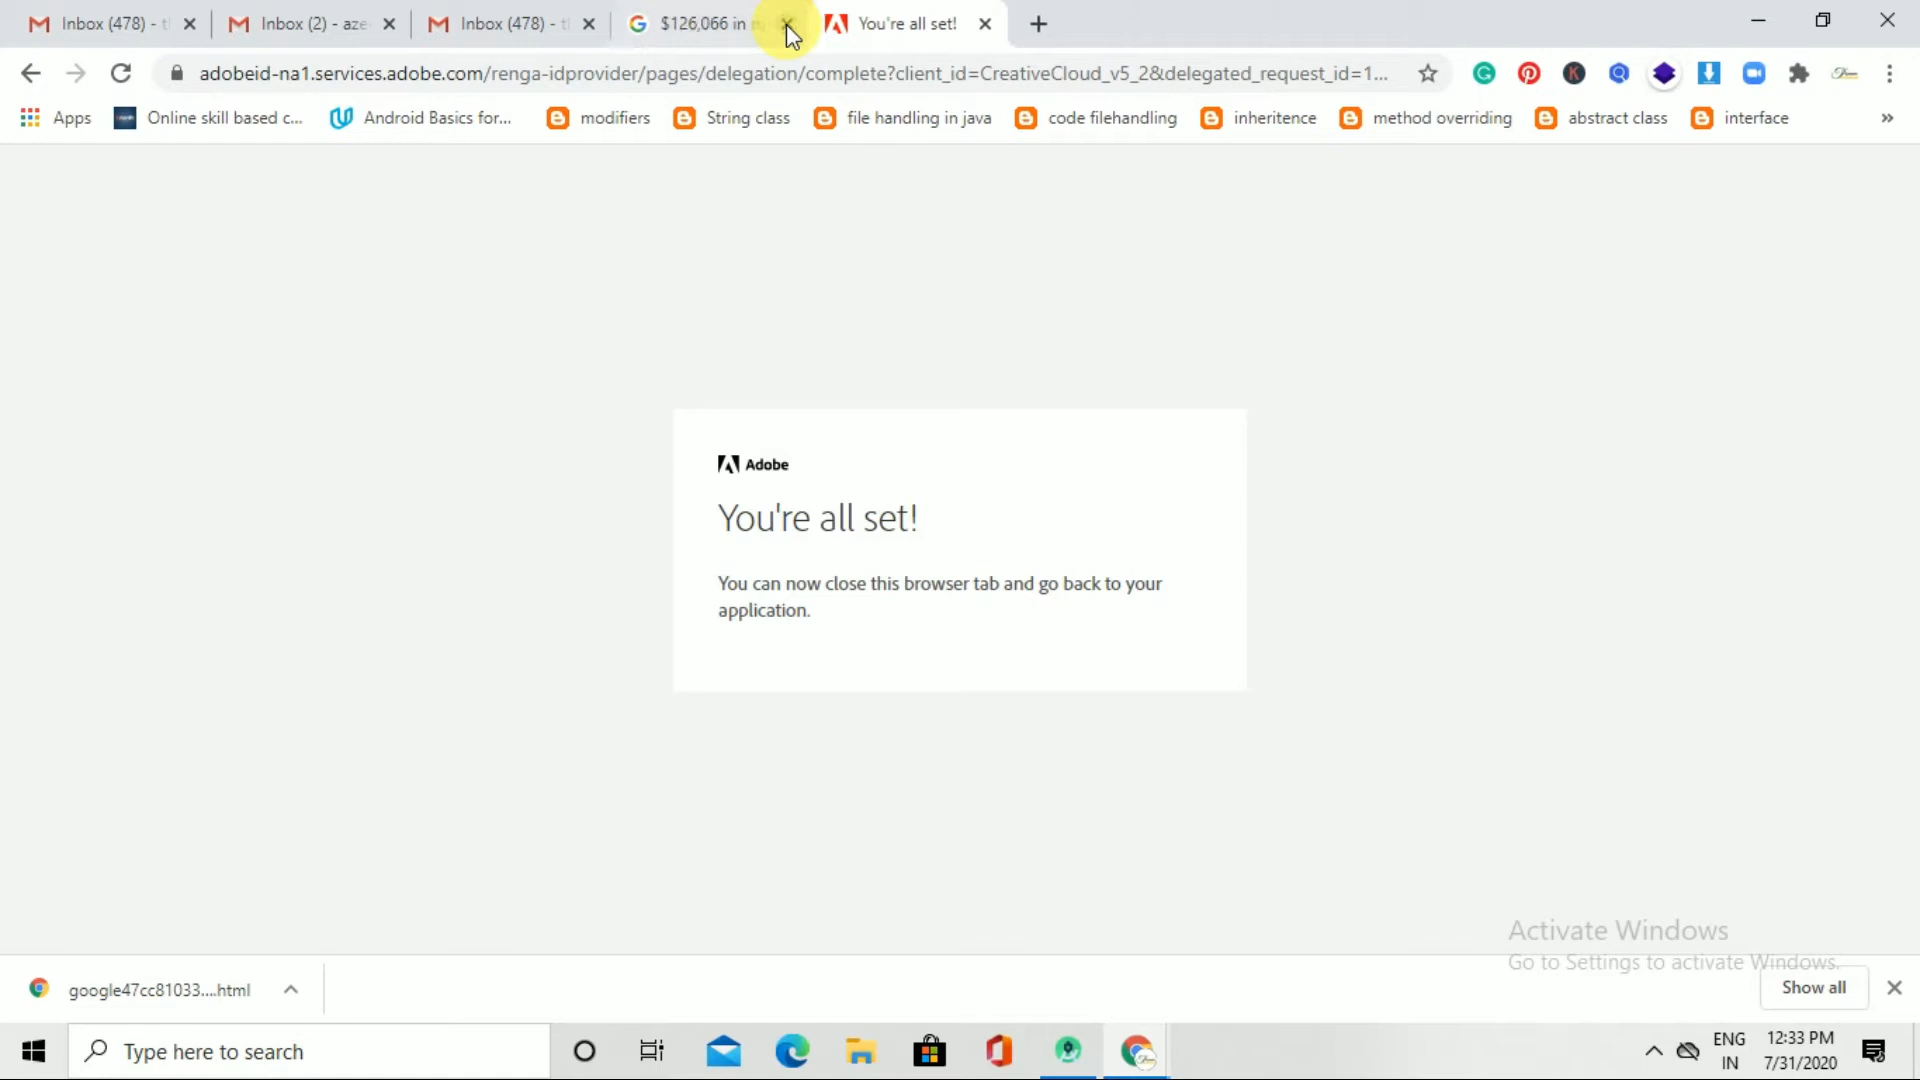 Inbox (478) - t
Inbox (2) - aze
Inbox (478) - tl
$126,066 in
You're all set!
adobeid-na1.services.adobe.com/renga-idprovider/pages/delegation/complete?client_id=CreativeCloud_v5_2&delegated_request_id=1...
Apps
Online skill based c...
Android Basics for...
modifiers
String class
file handling in java
code filehandling
inheritence
method overriding
abstract class
interface
»
Adobe
You're all set!
You can now close this browser tab and go back to your
application.
Activate Windows
Go to Settings to activate Windows.
google47cc81033....html
Show all
Type here to search
ENG
IN
12:33 PM
7/31/2020